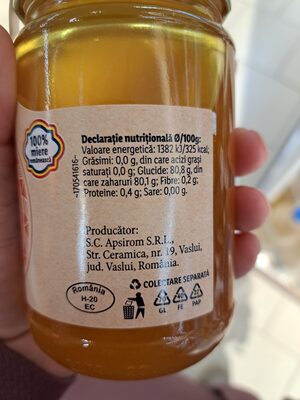 100%
miere
românească
Declarație nutrițională Ø/100g:
Valoare energetică: 1382 kJ/325 kcal;
Grăsimi: 0,0 g, din care acizi grași
saturați 0,0 g; Glucide: 80,8 g, din
care zaharuri 80,1 g; Fibre: 0,2 g;
Proteine: 0,4 g; Sare: 0,00 g.
~170541616~
Producător:
S.C. Apsirom S.R.L.,
Str. Ceramica, nr. 19, Vaslui,
jud. Vaslui, România.
COLECTARE SEPARATĂ
România
H-20
EC
GL FE PAP